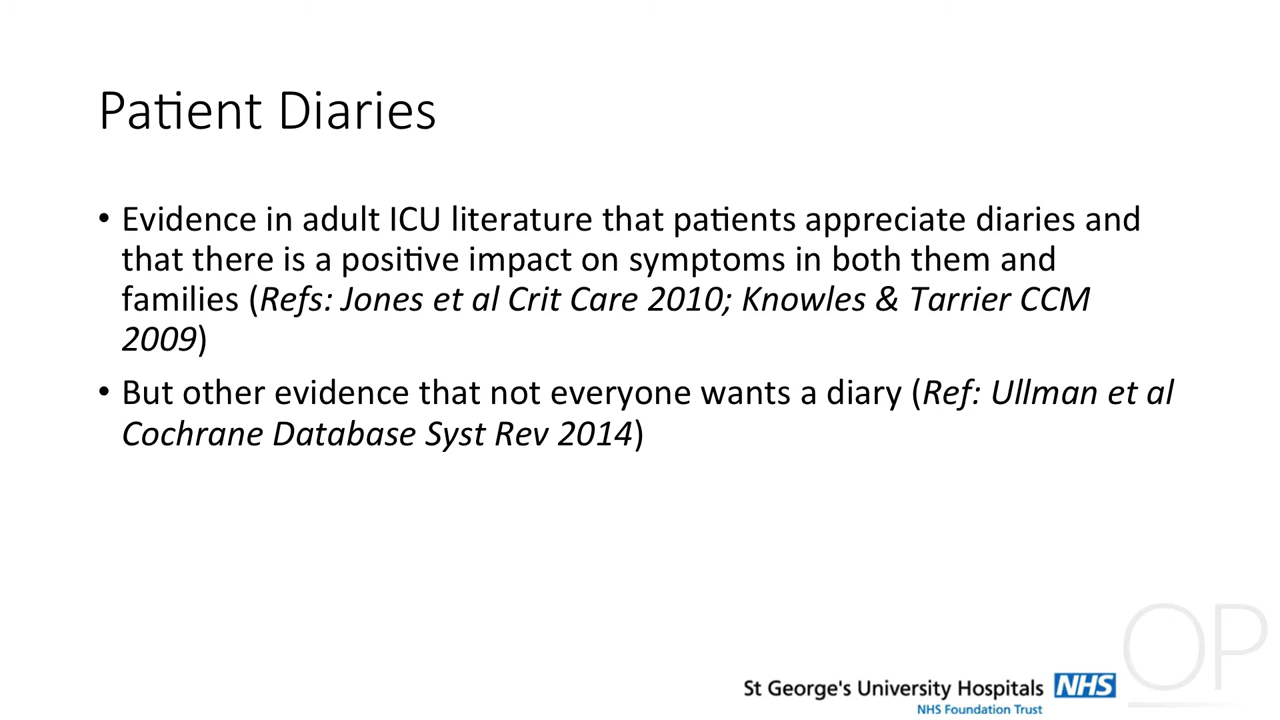 Patient Diaries
• Evidence in adult ICU literature that patients appreciate diaries and
that there is a positive impact on symptoms in both them and
families (Refs: Jones et al Crit Care 2010; Knowles & Tarrier CCM
2009)
• But other evidence that not everyone wants a diary (Ref: Ullman et al
Cochrane Database Syst Rev 2014)
OP
St George's University Hospitals NHS
NHS Foundation Trust